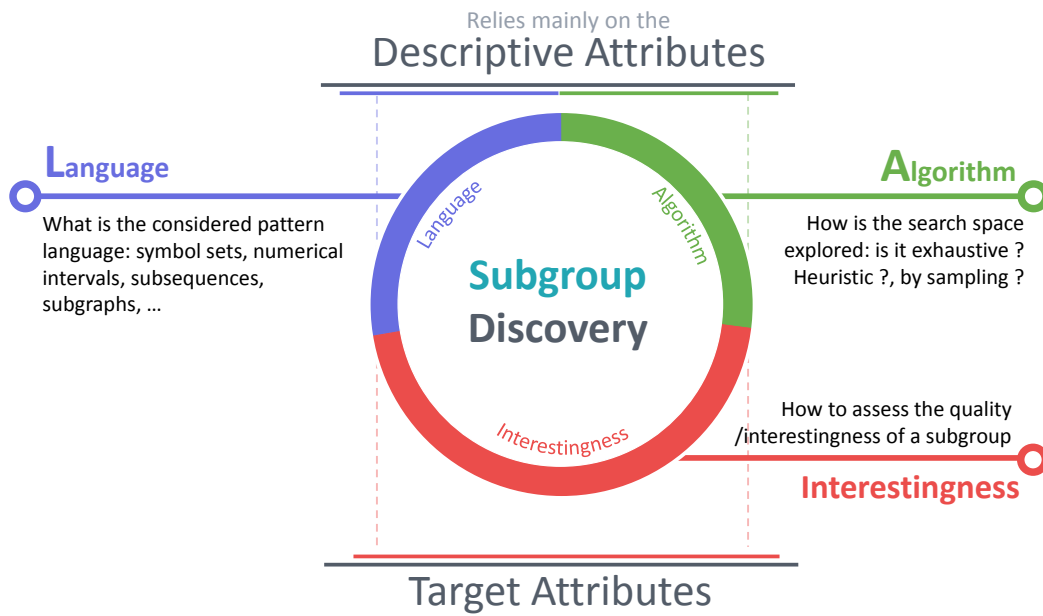 Relies mainly on the
Descriptive Attributes
Language
What is the considered pattern
language: symbol sets, numerical
intervals, subsequences,
subgraphs, ...
Algorithm
How is the search space
explored: is it exhaustive ?
Heuristic ?, by sampling ?
Language
Algorithm
Subgroup
Discovery
Interestingness
How to assess the quality
/interestingness of a subgroup
Interestingness
Target Attributes